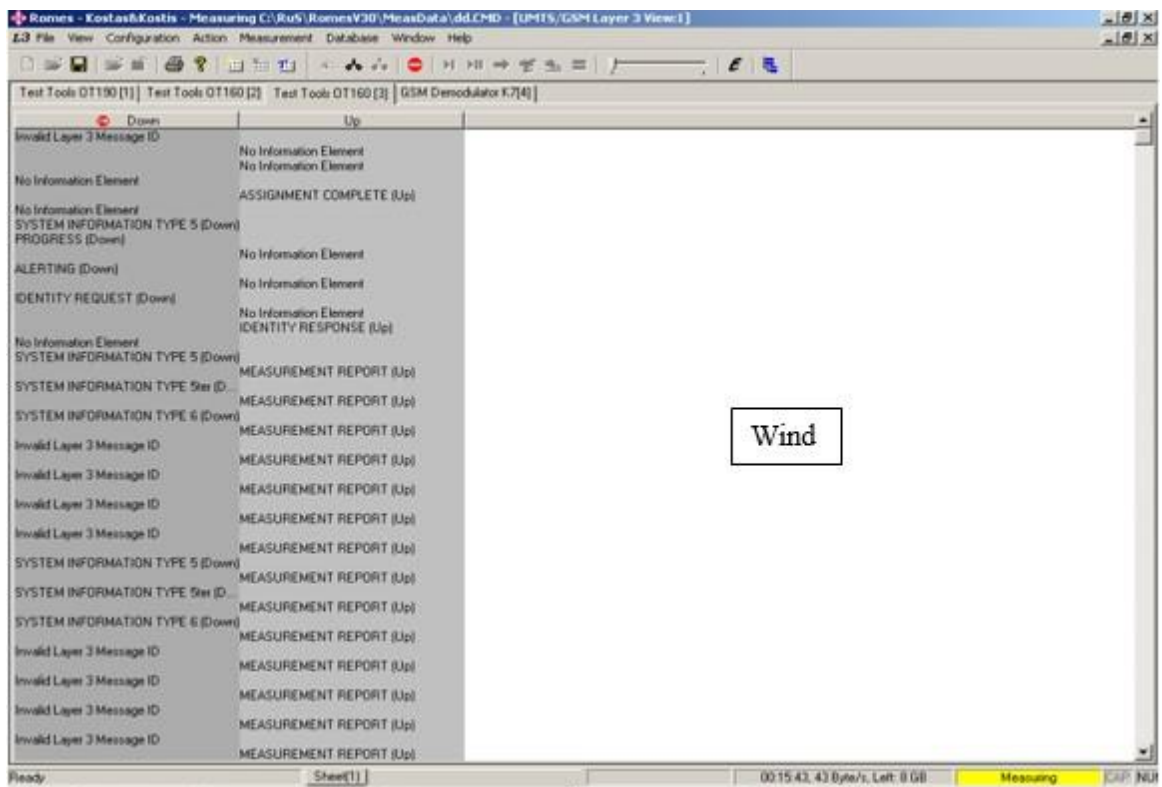 Romes - Kostas&Kostis - Measuring C:\RuS\RomesV30\MeasData\dd.CMD - [UMTS/GSM Layer 3 View:1]
L3 File View Configuration Action Measurement Database Window Help
Test Tools OT190 [1] Test Tools OT160 [2] Test Tools OT160 [3] GSM Demodulator K.7[4]
Down Up
Invalid Layer 3 Message ID
No Information Element
No Information Element
No Information Element
ASSIGNMENT COMPLETE (Up)
No Information Element
SYSTEM INFORMATION TYPE 5 (Down)
PROGRESS (Down)
No Information Element
ALERTING (Down)
No Information Element
IDENTITY REQUEST (Down)
No Information Element
IDENTITY RESPONSE (Up)
No Information Element
SYSTEM INFORMATION TYPE 5 (Down)
MEASUREMENT REPORT (Up)
SYSTEM INFORMATION TYPE 5ter (D...
MEASUREMENT REPORT (Up)
SYSTEM INFORMATION TYPE 6 (Down)
MEASUREMENT REPORT (Up)
Wind
Invalid Layer 3 Message ID
MEASUREMENT REPORT (Up)
Invalid Layer 3 Message ID
MEASUREMENT REPORT (Up)
Invalid Layer 3 Message ID
MEASUREMENT REPORT (Up)
Invalid Layer 3 Message ID
MEASUREMENT REPORT (Up)
SYSTEM INFORMATION TYPE 5 (Down)
MEASUREMENT REPORT (Up)
SYSTEM INFORMATION TYPE 5ter (D...
MEASUREMENT REPORT (Up)
SYSTEM INFORMATION TYPE 6 (Down)
MEASUREMENT REPORT (Up)
Invalid Layer 3 Message ID
MEASUREMENT REPORT (Up)
Invalid Layer 3 Message ID
MEASUREMENT REPORT (Up)
Invalid Layer 3 Message ID
MEASUREMENT REPORT (Up)
Invalid Layer 3 Message ID
MEASUREMENT REPORT (Up)
Ready Sheet(1) 00:15:43, 43 Byte/s, Left: 8 GB Measuring CAP NU